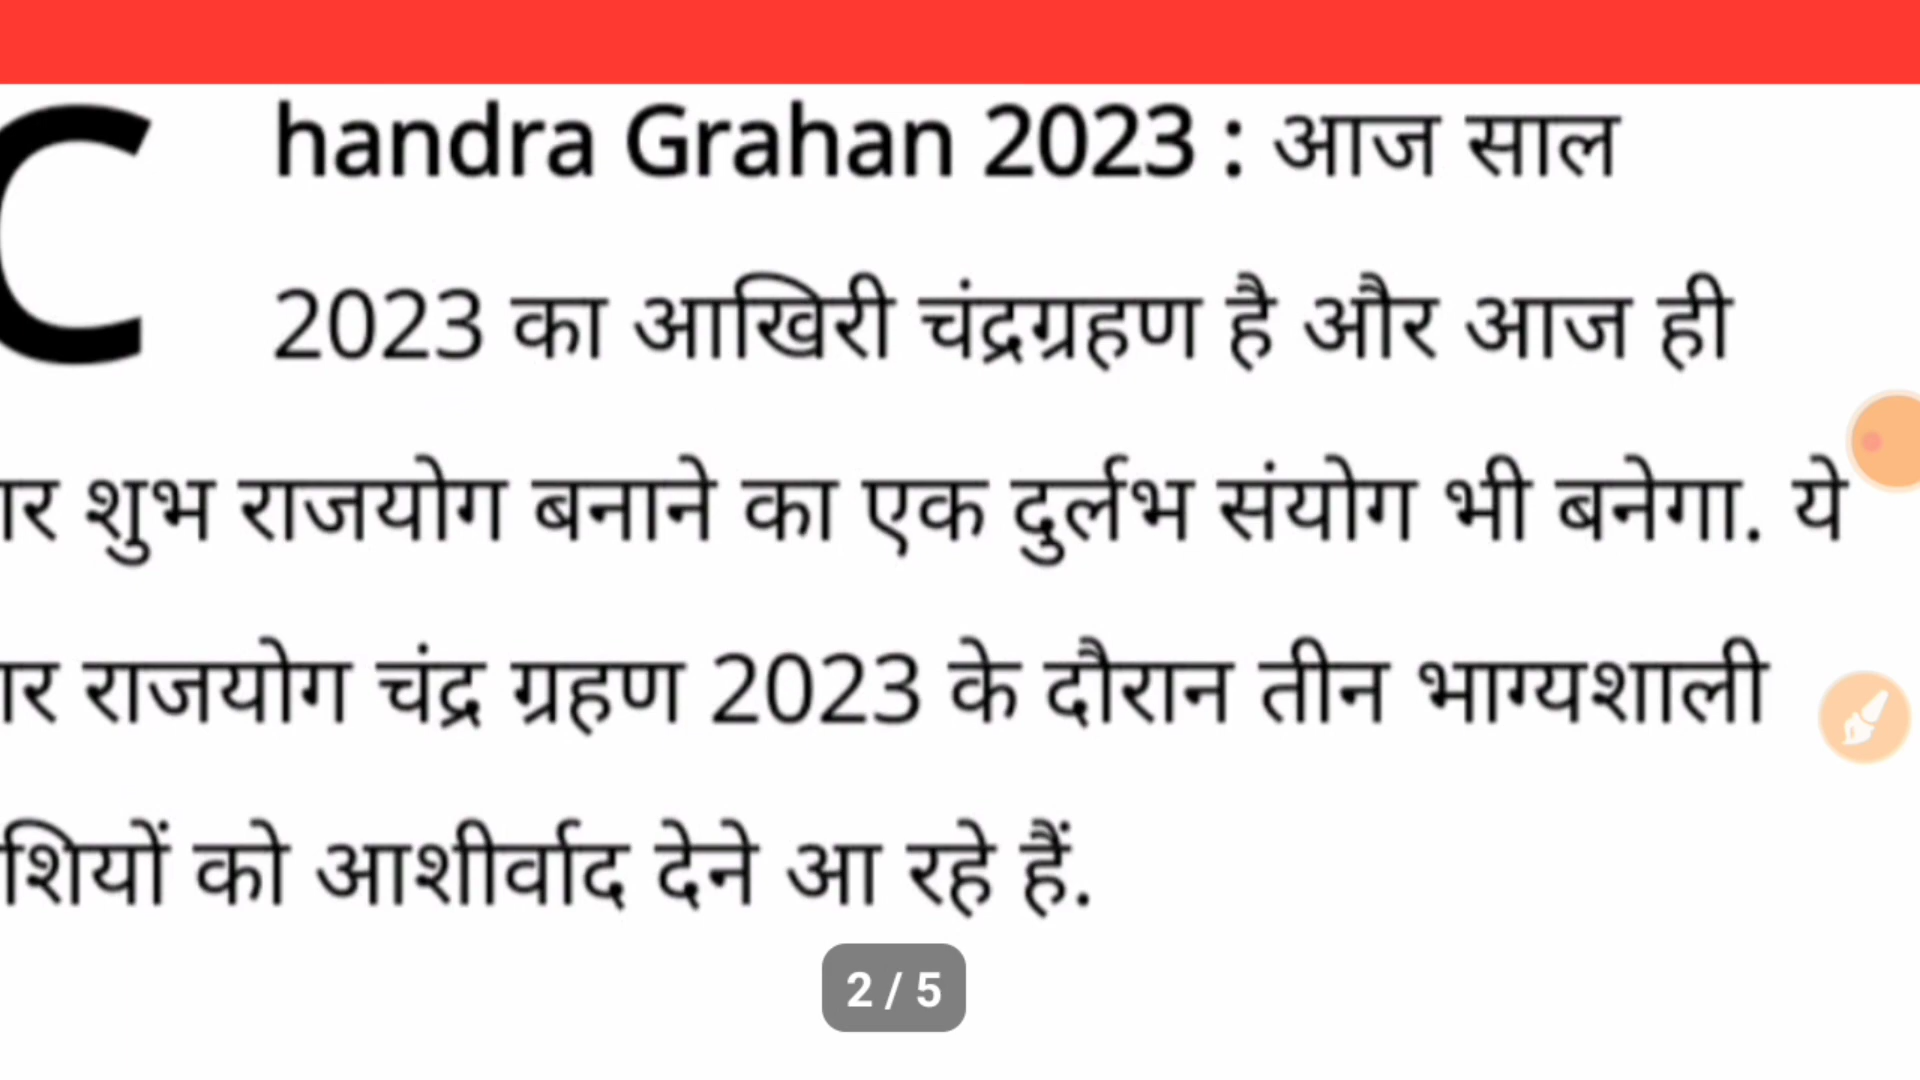 Chandra Grahan 2023 : आज साल
2023 का आखिरी चंद्रग्रहण है और आज ही
शुभ राजयोग बनाने का एक दुर्लभ संयोग भी बनेगा. ये
राजयोग चंद्र ग्रहण 2023 के दौरान तीन भाग्यशाली
को आशीर्वाद देने आ रहे हैं.
2 / 5